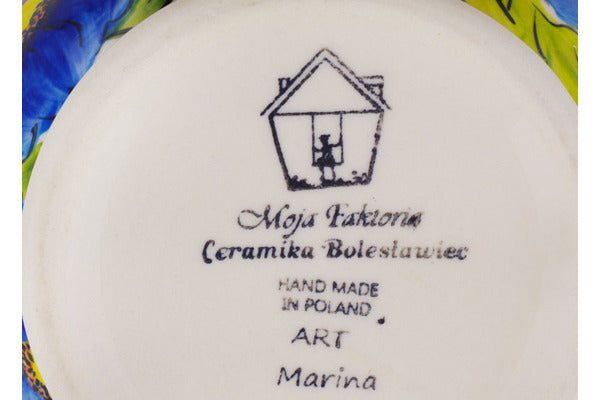 Moja Faktoria
Ceramika Bolesławiec
HAND MADE
IN POLAND
ART
Marina